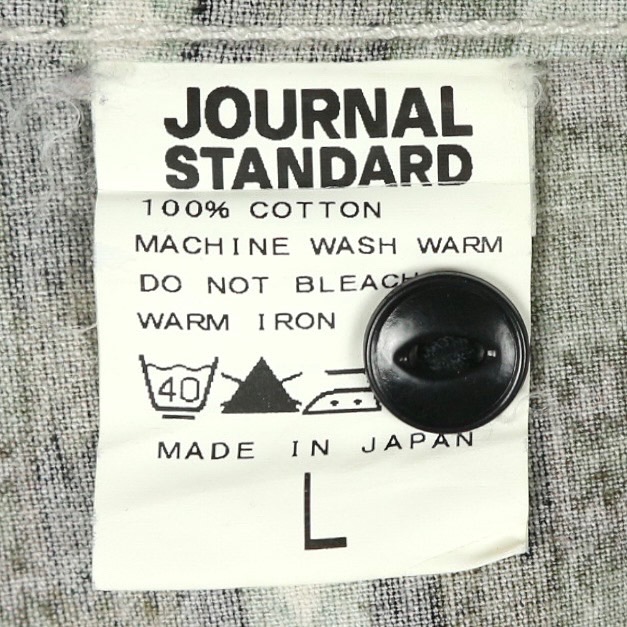 JOURNAL
STANDARD
100% COTTON
MACHINE WASH WARM
DO NOT BLEACH
WARM IRON
40
MADE IN JAPAN
L